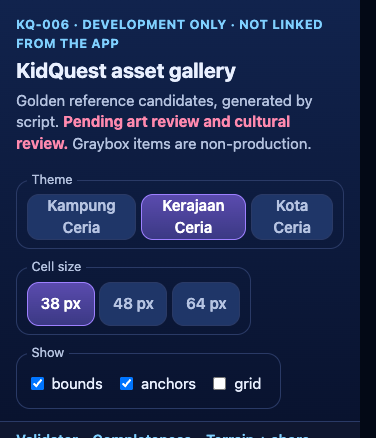 KQ-006 · DEVELOPMENT ONLY · NOT LINKED
FROM THE APP
KidQuest asset gallery
Golden reference candidates, generated by
script. Pending art review and cultural
review. Graybox items are non-production.
Theme
Kampung
Ceria
Kerajaan
Ceria
Kota
Ceria
Cell size
38 px
48 px
64 px
Show
bounds
anchors
grid